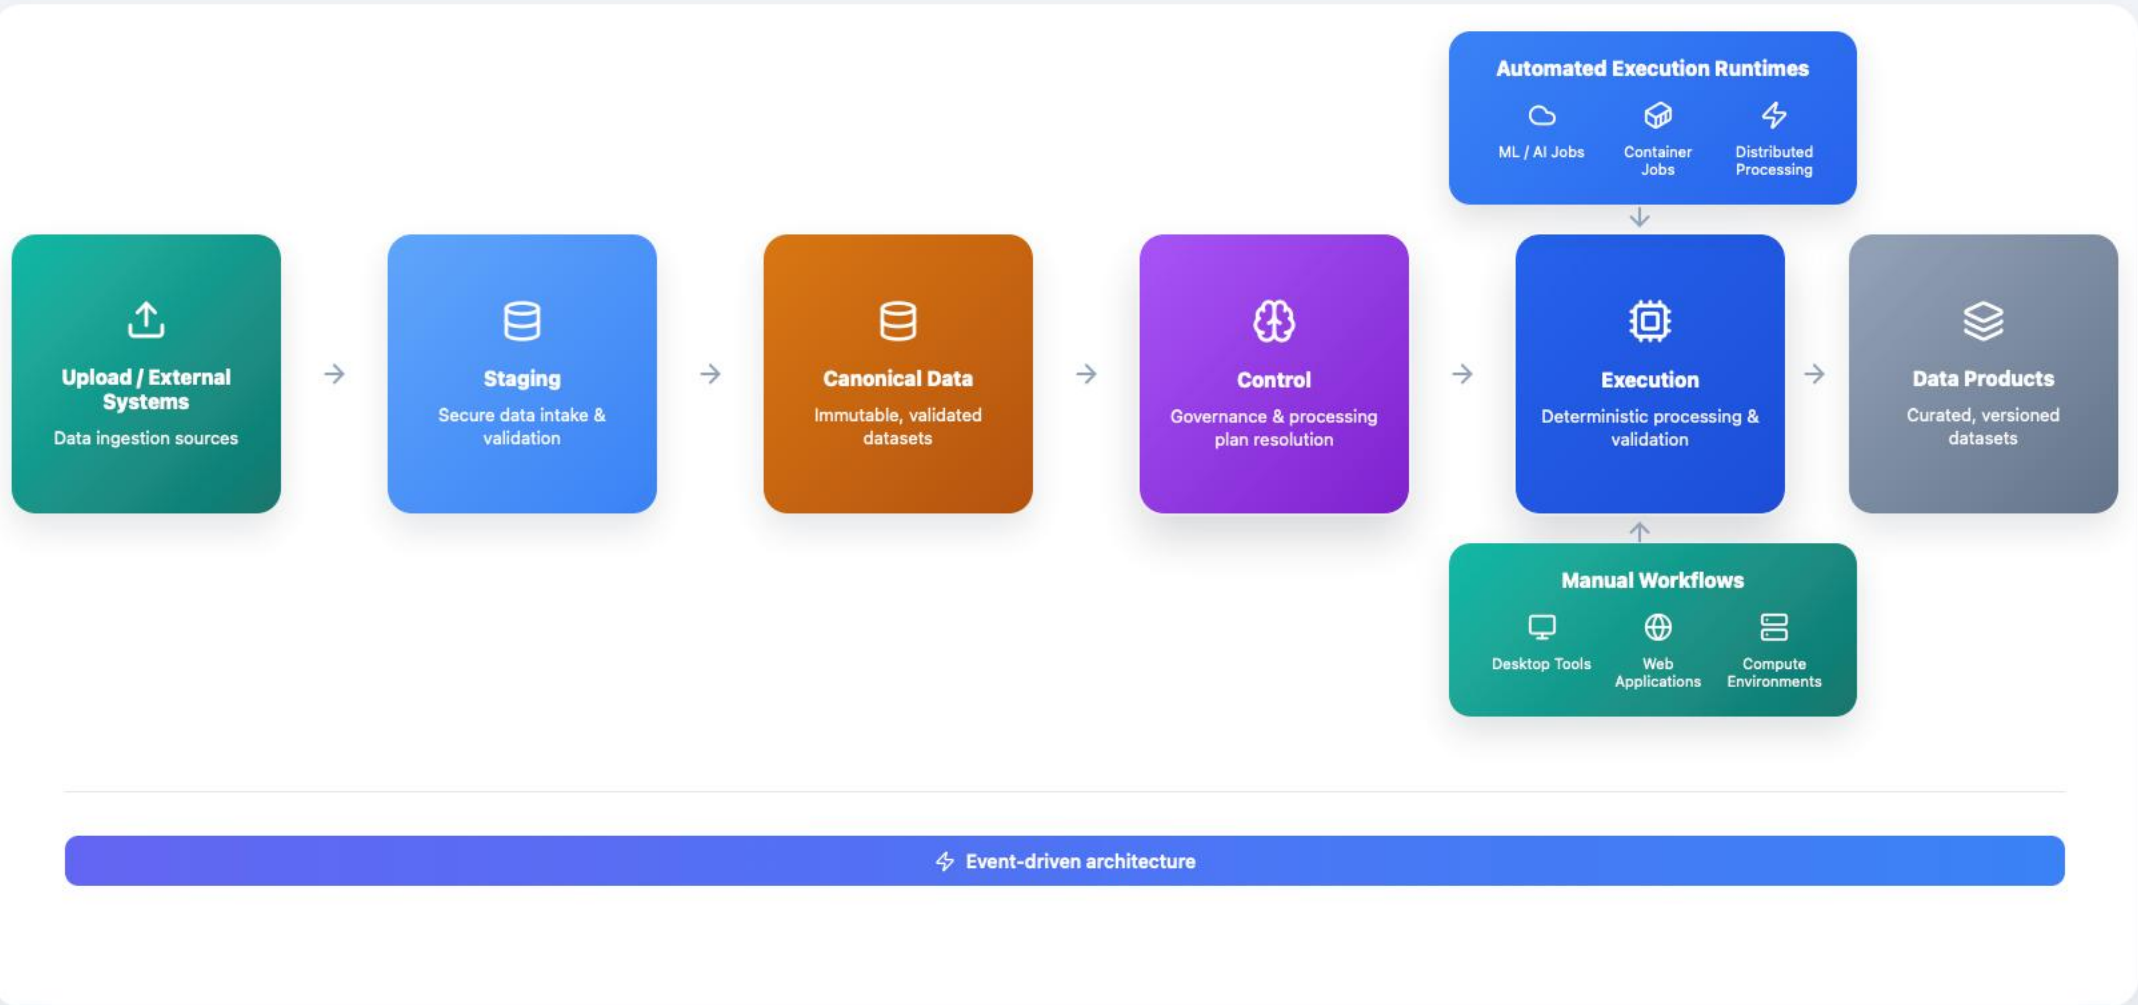 Automated Execution Runtimes
ML / AI Jobs
Container
Jobs
Distributed
Processing
Upload / External
Systems
Data ingestion sources
Staging
Secure data intake &
validation
Canonical Data
Immutable, validated
datasets
Control
Governance & processing
plan resolution
Execution
Deterministic processing &
validation
Data Products
Curated, versioned
datasets
Manual Workflows
Desktop Tools
Web
Applications
Compute
Environments
Event-driven architecture